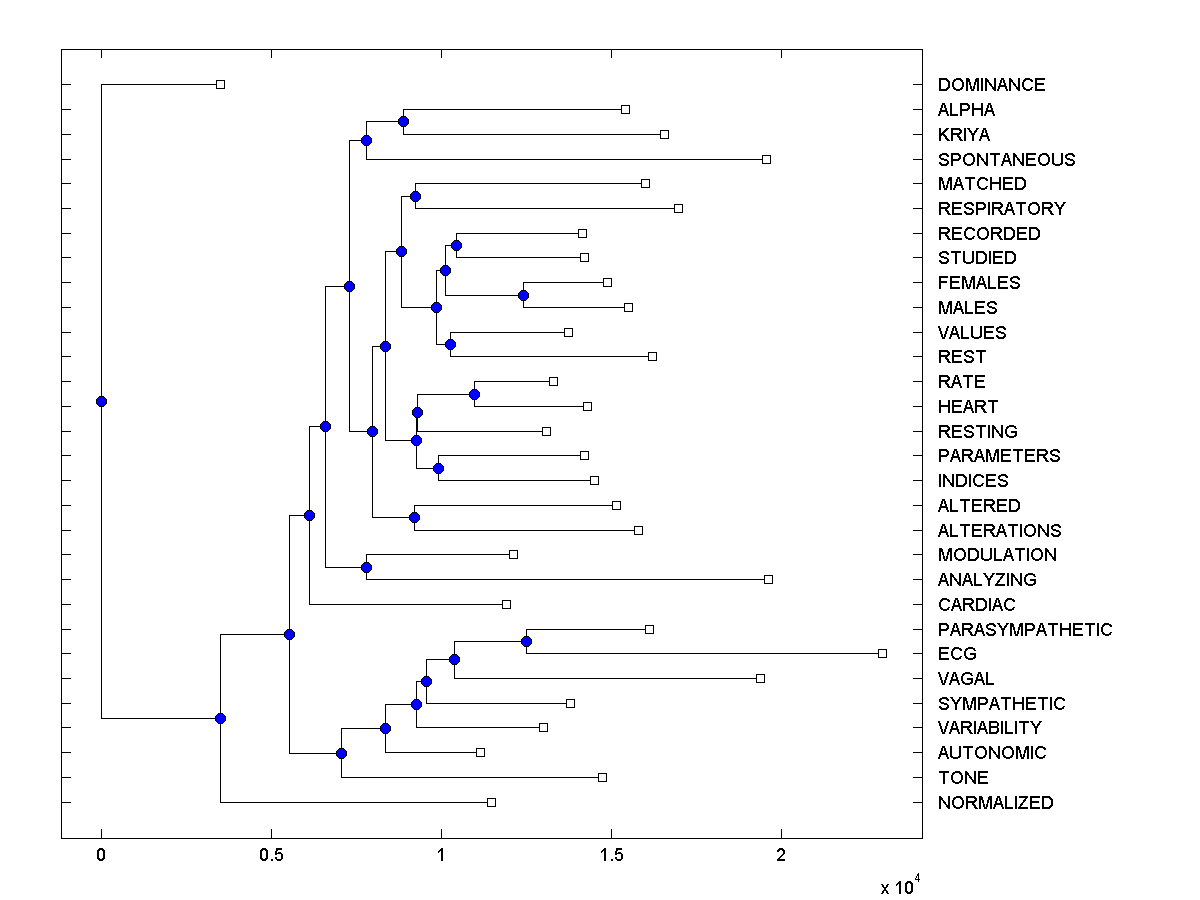 DOMINANCE
ALPHA
KRIYA
SPONTANEOUS
MATCHED
RESPIRATORY
RECORDED
STUDIED
FEMALES
MALES
VALUES
REST
RATE
HEART
RESTING
PARAMETERS
INDICES
ALTERED
ALTERATIONS
MODULATION
ANALYZING
CARDIAC
PARASYMPATHETIC
ECG
VAGAL
SYMPATHETIC
VARIABILITY
AUTONOMIC
TONE
NORMALIZED
0 0.5 1 1.5 2
x 10^4